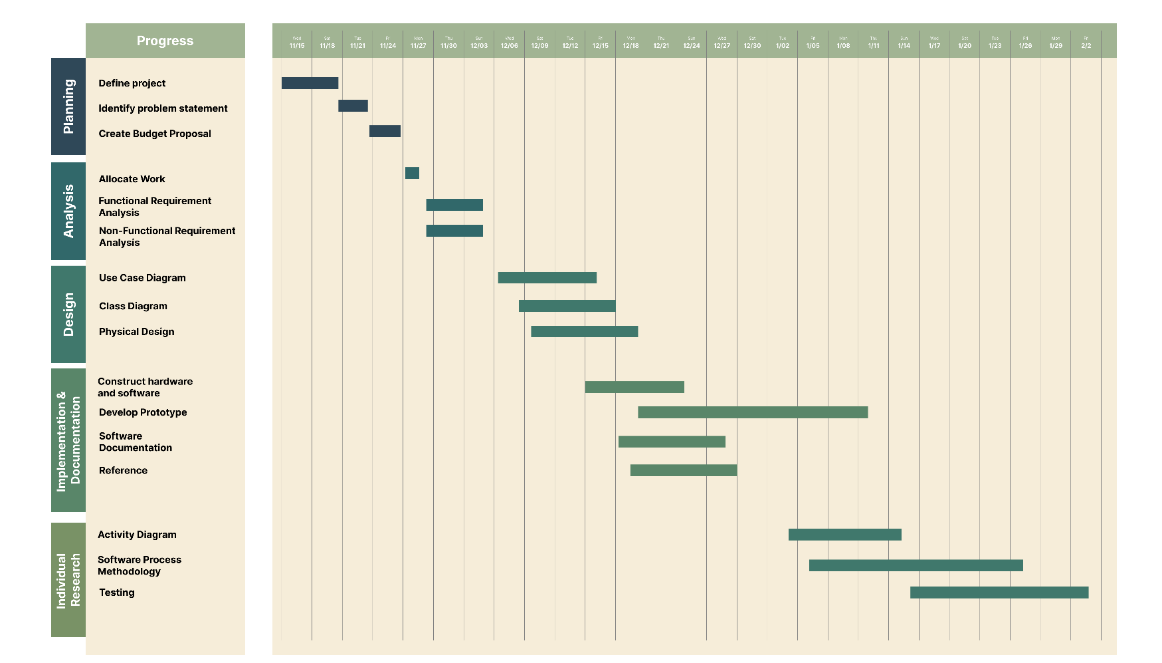 Progress
11/15 11/18 11/21 11/24 11/27 11/30 12/03 12/06 12/09 12/12 12/15 12/18 12/21 12/24 12/27 12/30 1/02 1/05 1/08 1/11 1/14 1/17 1/20 1/23 1/26 1/29 2/2
Planning
Define project
Identify problem statement
Create Budget Proposal
Analysis
Allocate Work
Functional Requirement
Analysis
Non-Functional Requirement
Analysis
Design
Use Case Diagram
Class Diagram
Physical Design
Implementation &
Documentation
Construct hardware
and software
Develop Prototype
Software
Documentation
Reference
Individual
Research
Activity Diagram
Software Process
Methodology
Testing